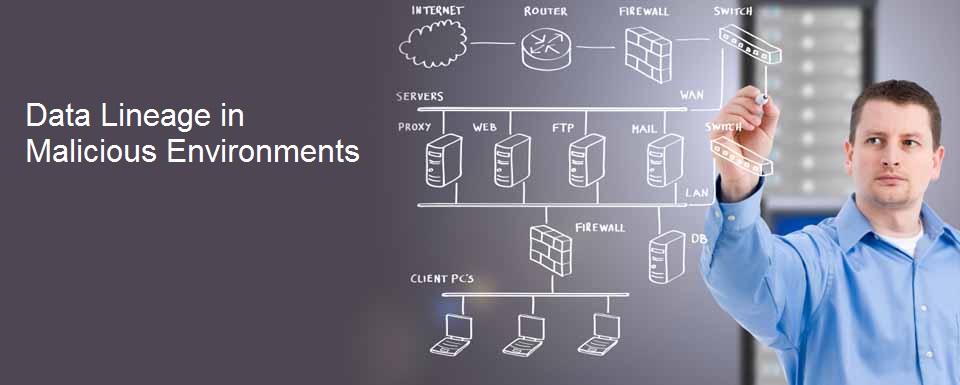 Data Lineage in
Malicious Environments
INTERNET
ROUTER
FIREWALL
SWITCH
SERVERS
WAN
PROXY
WEB
FTP
MAIL
SWITCH
LAN
FIREWALL
DB
CLIENT PC'S